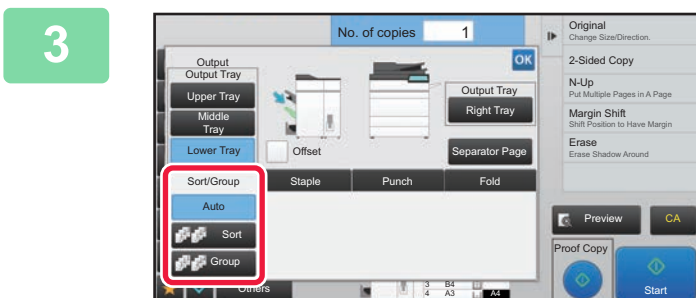 3
No. of copies 1
Original
Change Size/Direction.
2-Sided Copy
N-Up
Put Multiple Pages in A Page
Margin Shift
Shift Position to Have Margin
Erase
Erase Shadow Around
Output
OK
Output Tray
Upper Tray
Middle
Tray
Lower Tray
Offset
Output Tray
Right Tray
Separator Page
Sort/Group
Staple
Punch
Fold
Auto
Sort
Group
Preview
CA
Proof Copy
Start
Others
3 B4
4 A3
A4